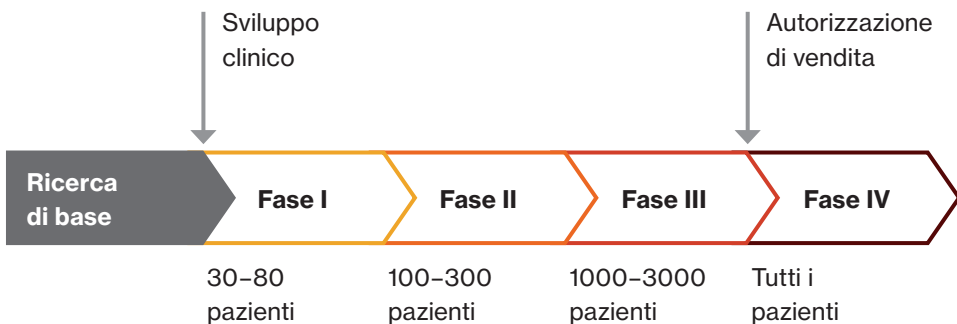 Sviluppo
clinico
Autorizzazione
di vendita
Ricerca
di base
Fase I
Fase II
Fase III
Fase IV
30–80
pazienti
100–300
pazienti
1000–3000
pazienti
Tutti i
pazienti